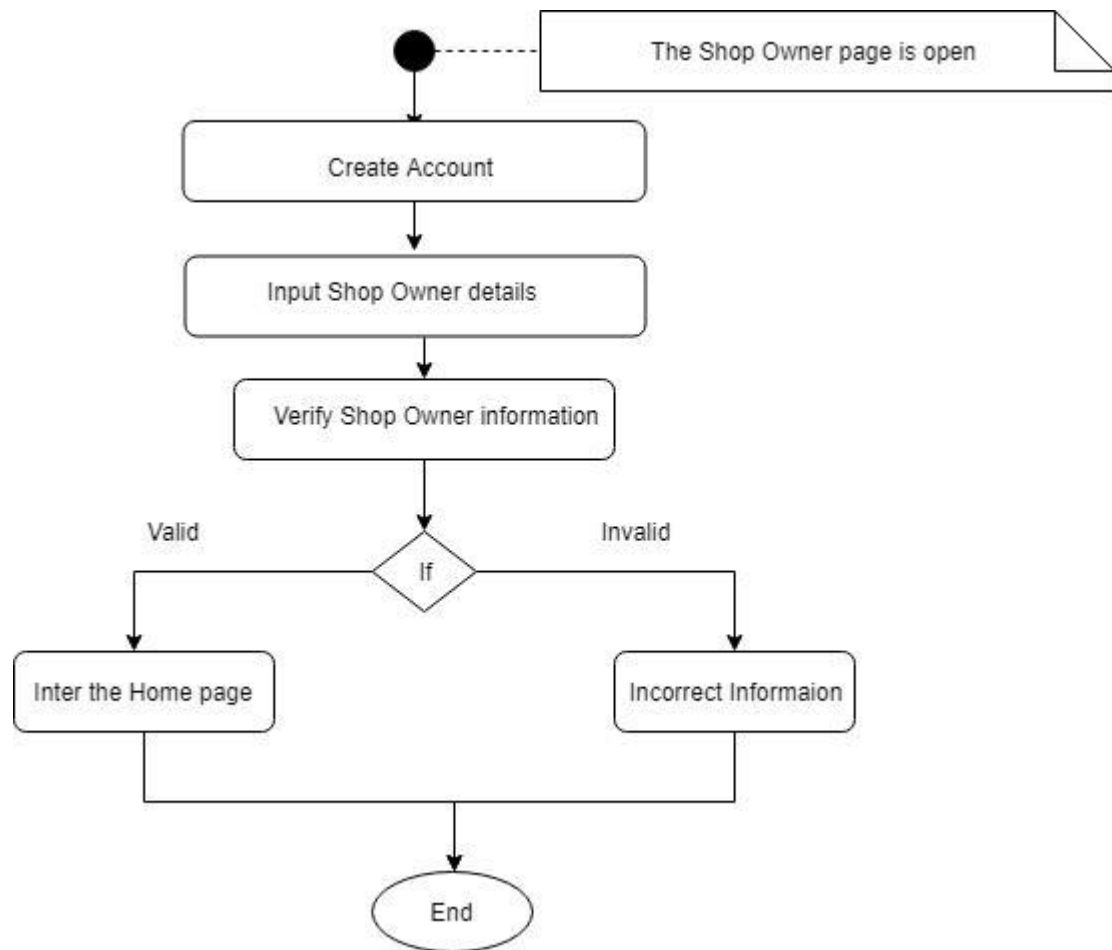 The Shop Owner page is open
Create Account
Input Shop Owner details
Verify Shop Owner information
Valid
Invalid
If
Inter the Home page
Incorrect Informaion
End